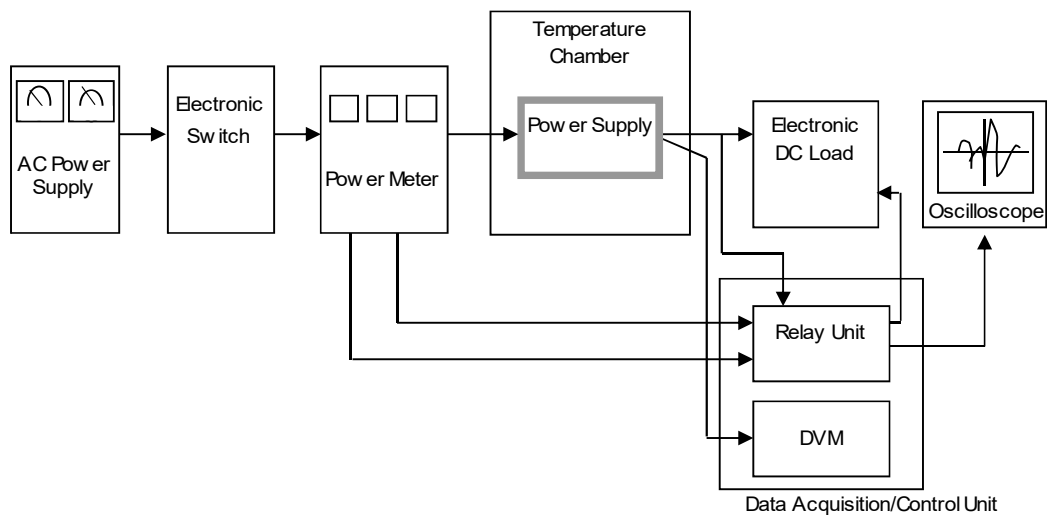 AC Power
Supply
Electronic
Switch
Power Meter
Temperature
Chamber
Power Supply
Electronic
DC Load
Oscilloscope
Relay Unit
DVM
Data Acquisition/Control Unit